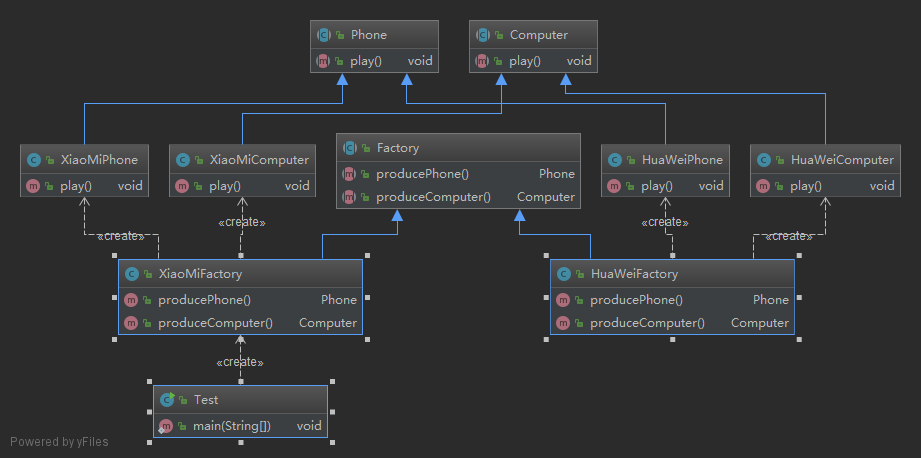 Phone
play() void
Computer
play() void
XiaoMiPhone
play() void
XiaoMiComputer
play() void
Factory
producePhone() Phone
produceComputer() Computer
HuaWeiPhone
play() void
HuaWeiComputer
play() void
«create»
«create»
«create»
«create»
XiaoMiFactory
producePhone() Phone
produceComputer() Computer
HuaWeiFactory
producePhone() Phone
produceComputer() Computer
«create»
Test
main(String[]) void
Powered by yFiles